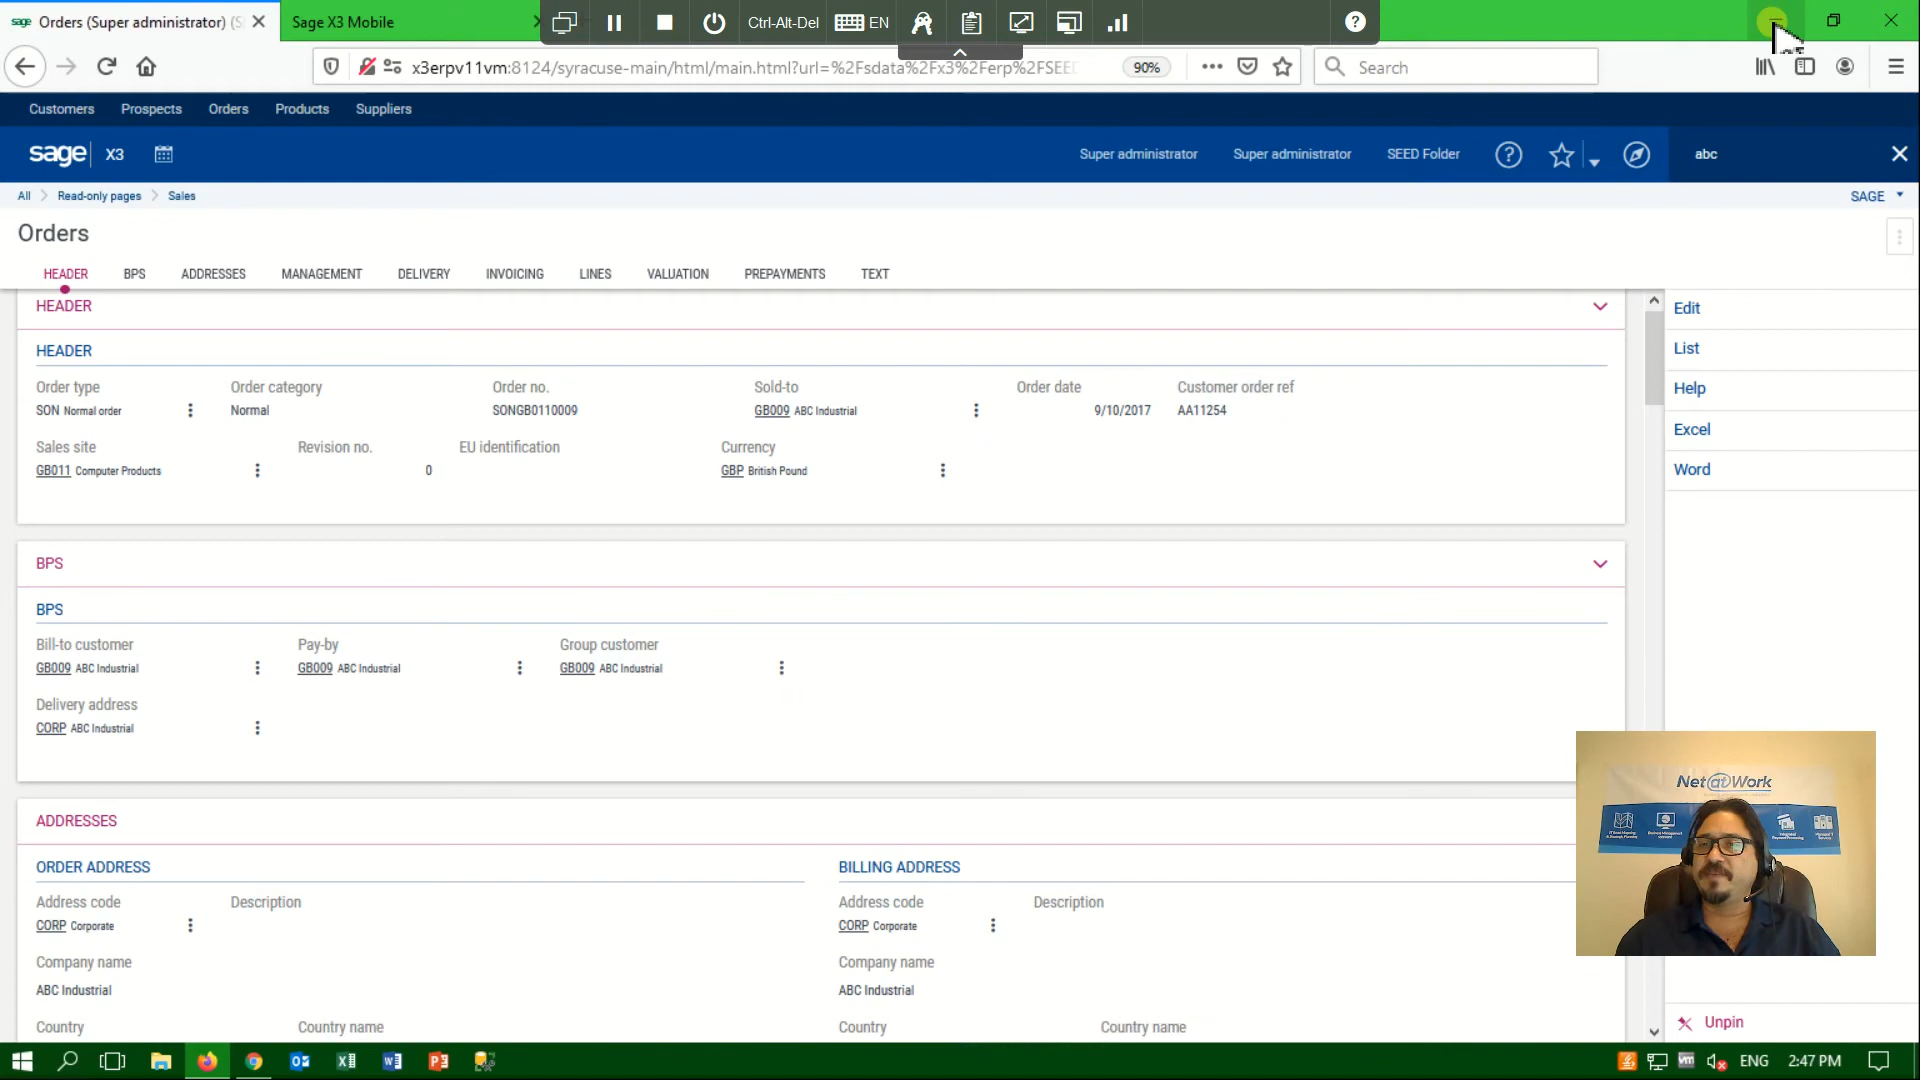 sage Orders (Super administrator) (S
Sage X3 Mobile
Ctrl-Alt-Del
EN
x3erpv11vm:8124/syracuse-main/html/main.html?url=%2Fsdata%2Fx3%2Ferp%2FSEED
90%
Search
Customers Prospects Orders Products Suppliers
sage X3
Super administrator Super administrator SEED Folder
abc
All Read-only pages Sales
SAGE
Orders
HEADER BPS ADDRESSES MANAGEMENT DELIVERY INVOICING LINES VALUATION PREPAYMENTS TEXT
HEADER
HEADER
Order type Order category Order no. Sold-to Order date Customer order ref
SON Normal order Normal SONGB0110009 GB009 ABC Industrial 9/10/2017 AA11254
Sales site Revision no. EU identification Currency
GB011 Computer Products 0 GBP British Pound
BPS
BPS
Bill-to customer Pay-by Group customer
GB009 ABC Industrial GB009 ABC Industrial GB009 ABC Industrial
Delivery address
CORP ABC Industrial
ADDRESSES
ORDER ADDRESS
Address code Description
CORP Corporate
Company name
ABC Industrial
Country Country name
BILLING ADDRESS
Address code Description
CORP Corporate
Company name
ABC Industrial
Country Country name
Edit
List
Help
Excel
Word
Net@Work
Unpin
ENG 2:47 PM